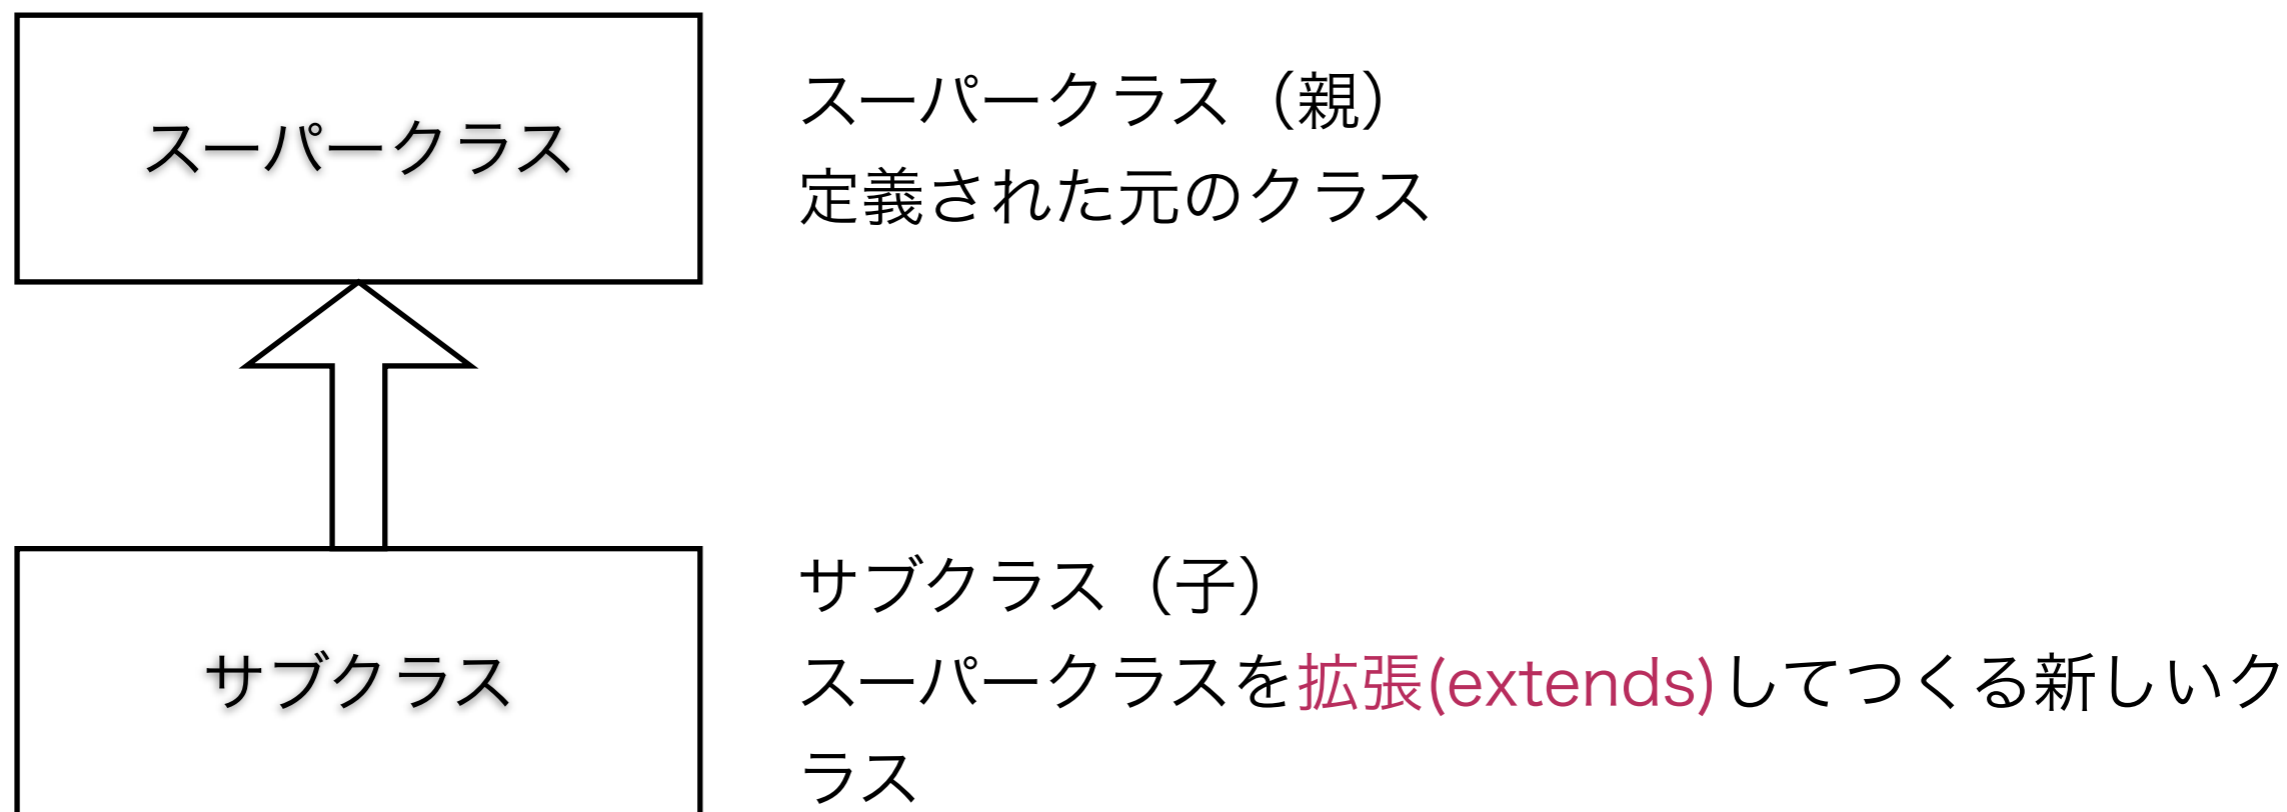 スーパークラス
スーパークラス（親）
定義された元のクラス
サブクラス
サブクラス（子）
スーパークラスを拡張(extends)してつくる新しいク
ラス